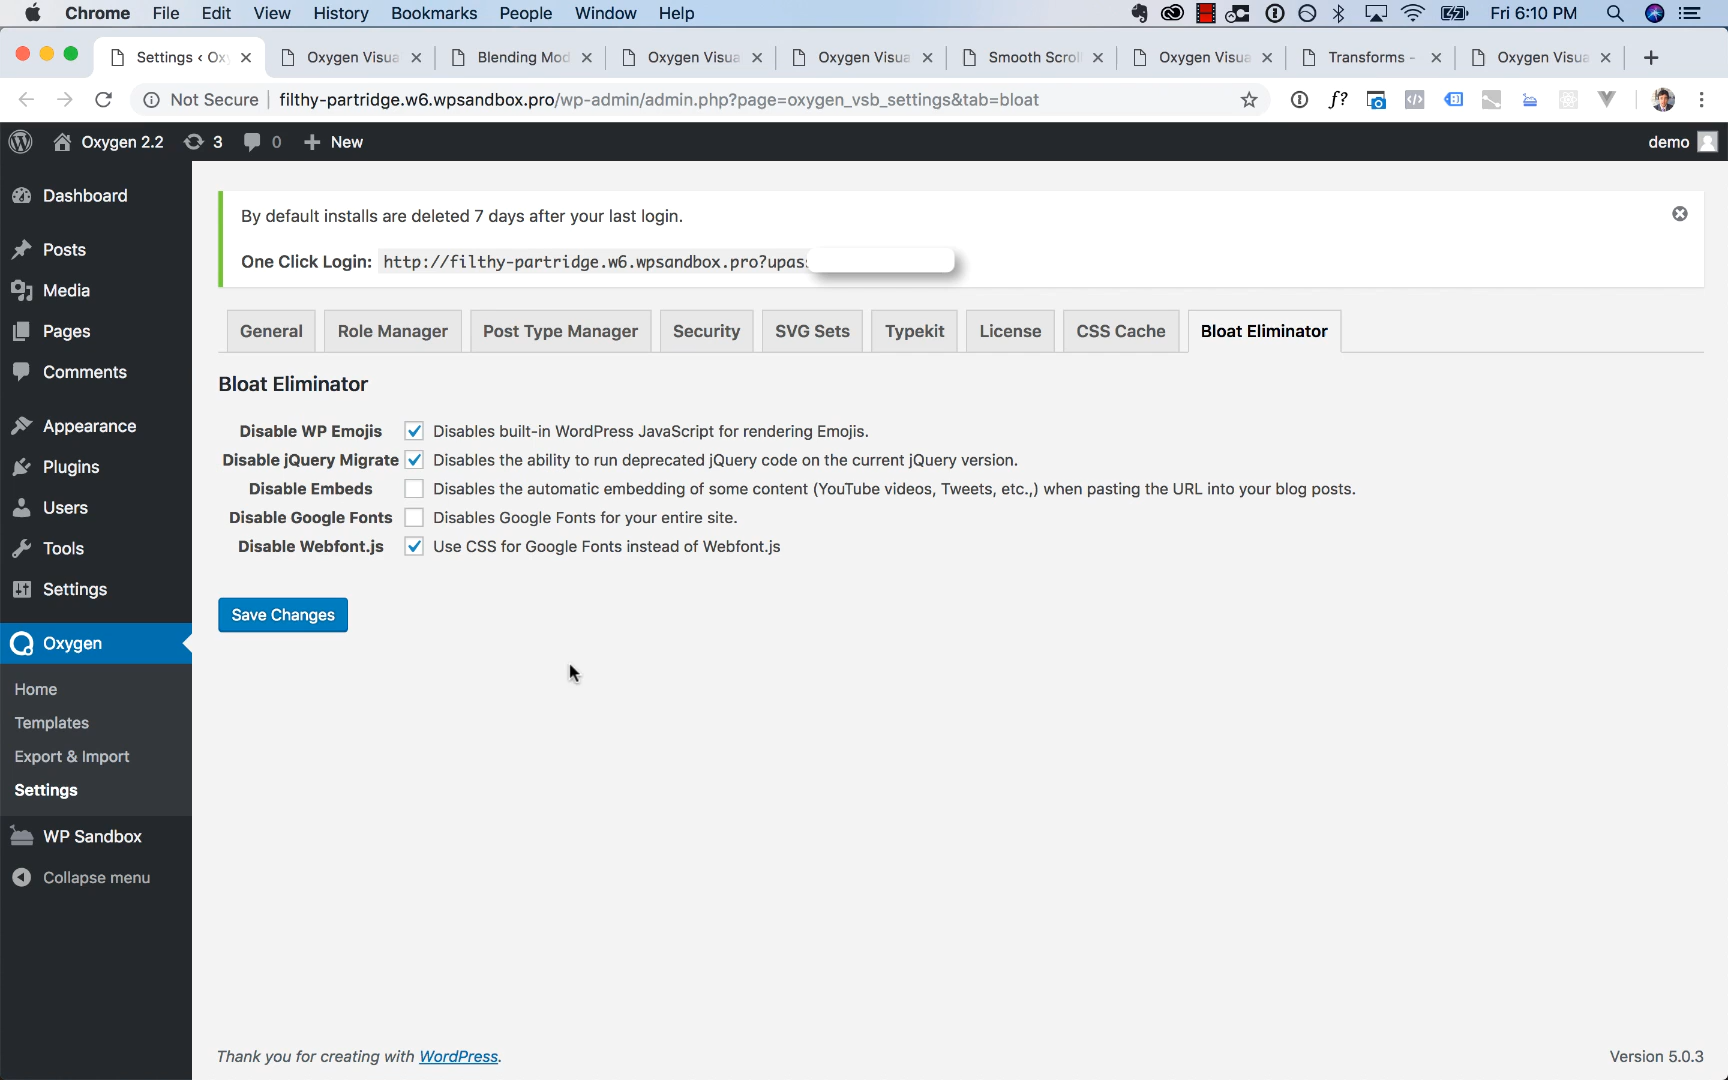 Chrome File Edit View History Bookmarks People Window Help Fri 6:10 PM
Settings ‹ Ox Oxygen Visua Blending Mod Oxygen Visua Oxygen Visua Smooth Scroll Oxygen Visua Transforms - Oxygen Visua
Not Secure filthy-partridge.w6.wpsandbox.pro/wp-admin/admin.php?page=oxygen_vsb_settings&tab=bloat f?
Oxygen 2.2 3 0 New demo
Dashboard
Posts
Media
Pages
Comments
Appearance
Plugins
Users
Tools
Settings
Oxygen
Home
Templates
Export & Import
Settings
WP Sandbox
Collapse menu
By default installs are deleted 7 days after your last login.
One Click Login: http://filthy-partridge.w6.wpsandbox.pro?upas
General Role Manager Post Type Manager Security SVG Sets Typekit License CSS Cache Bloat Eliminator
Bloat Eliminator
Disable WP Emojis Disables built-in WordPress JavaScript for rendering Emojis.
Disable jQuery Migrate Disables the ability to run deprecated jQuery code on the current jQuery version.
Disable Embeds Disables the automatic embedding of some content (YouTube videos, Tweets, etc.,) when pasting the URL into your blog posts.
Disable Google Fonts Disables Google Fonts for your entire site.
Disable Webfont.js Use CSS for Google Fonts instead of Webfont.js
Save Changes
Thank you for creating with WordPress.
Version 5.0.3